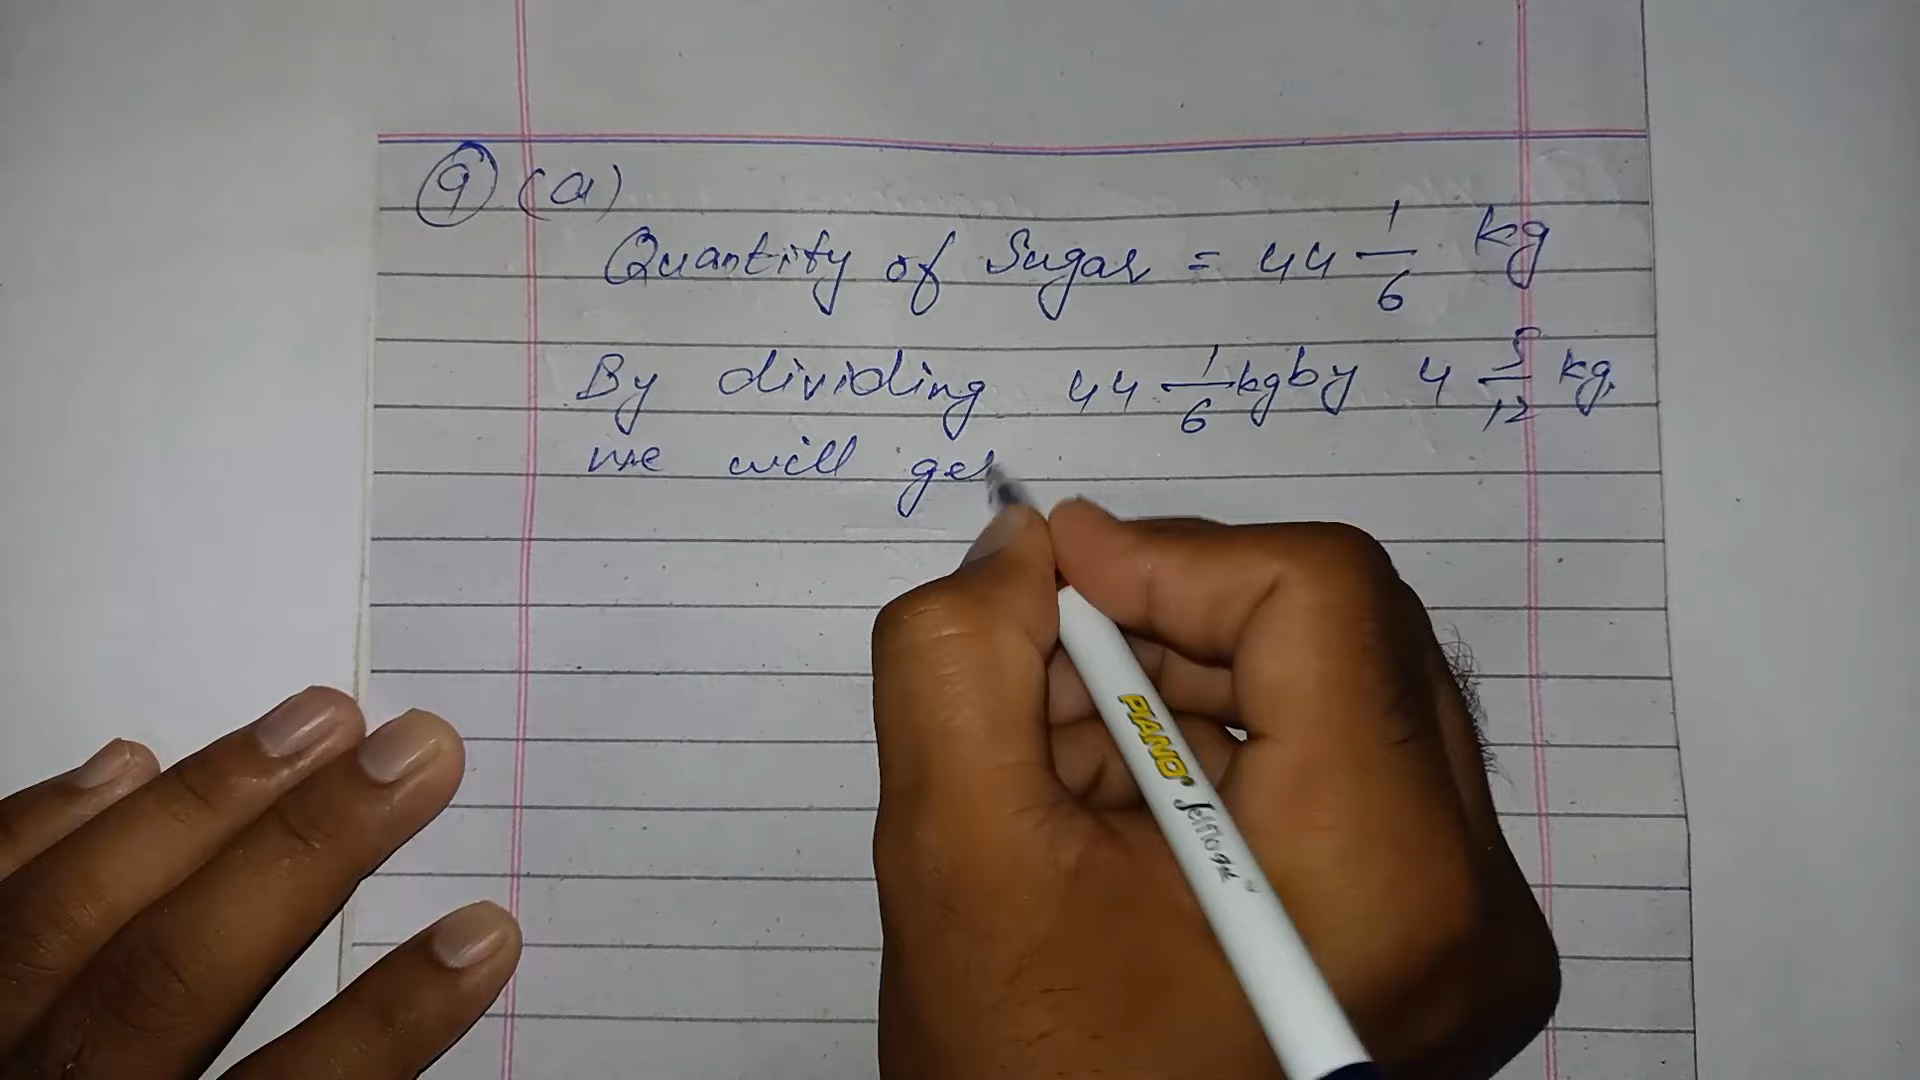 9 (a)
Quantity of Sugar = 44 1/6 kg
By dividing 44 1/6 kg by 4 5/12 kg,
we will get
PIANO